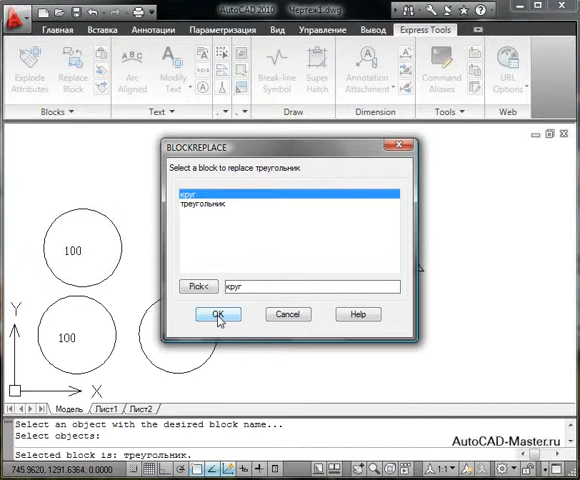 AutoCAD 2010 Чертеж1.dwg
Главная Вставка Аннотации Параметризация Вид Управление Вывод Express Tools
Explode Attributes
Replace Block
Arc Aligned
Modify Text
Break-line Symbol
Super Hatch
Annotation Attachment
Command Aliases
URL Options
Blocks Text Draw Dimension Tools Web
BLOCKREPLACE
Select a block to replace треугольник
круг
треугольник
Pick< круг
OK Cancel Help
100
100
Y
X
Модель Лист1 Лист2
Select an object with the desired block name...
Select objects:
Selected block is: треугольник.
AutoCAD-Master.ru
745.9620, 1291.6364, 0.0000
1:1